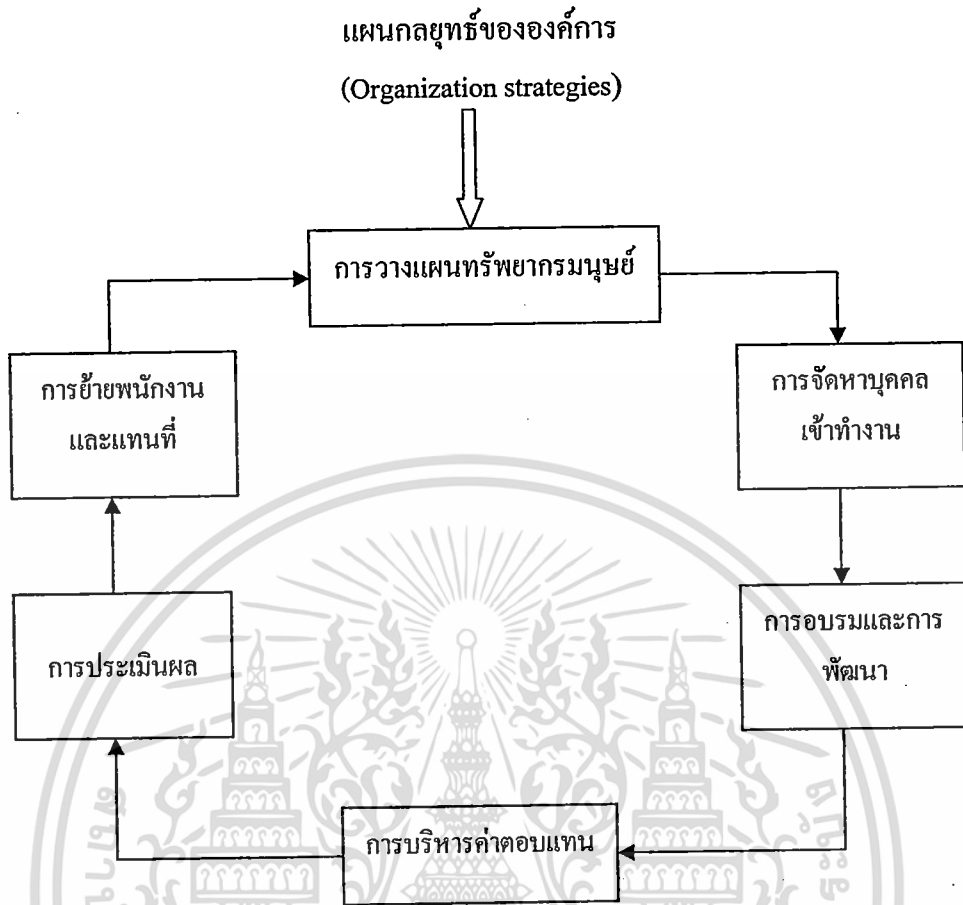 แผนกลยุทธ์ขององค์การ
(Organization strategies)
การวางแผนทรัพยากรมนุษย์
การย้ายพนักงาน
และแทนที่
การจัดหาบุคคล
เข้าทำงาน
การประเมินผล
การอบรมและการ
พัฒนา
การบริหารค่าตอบแทน